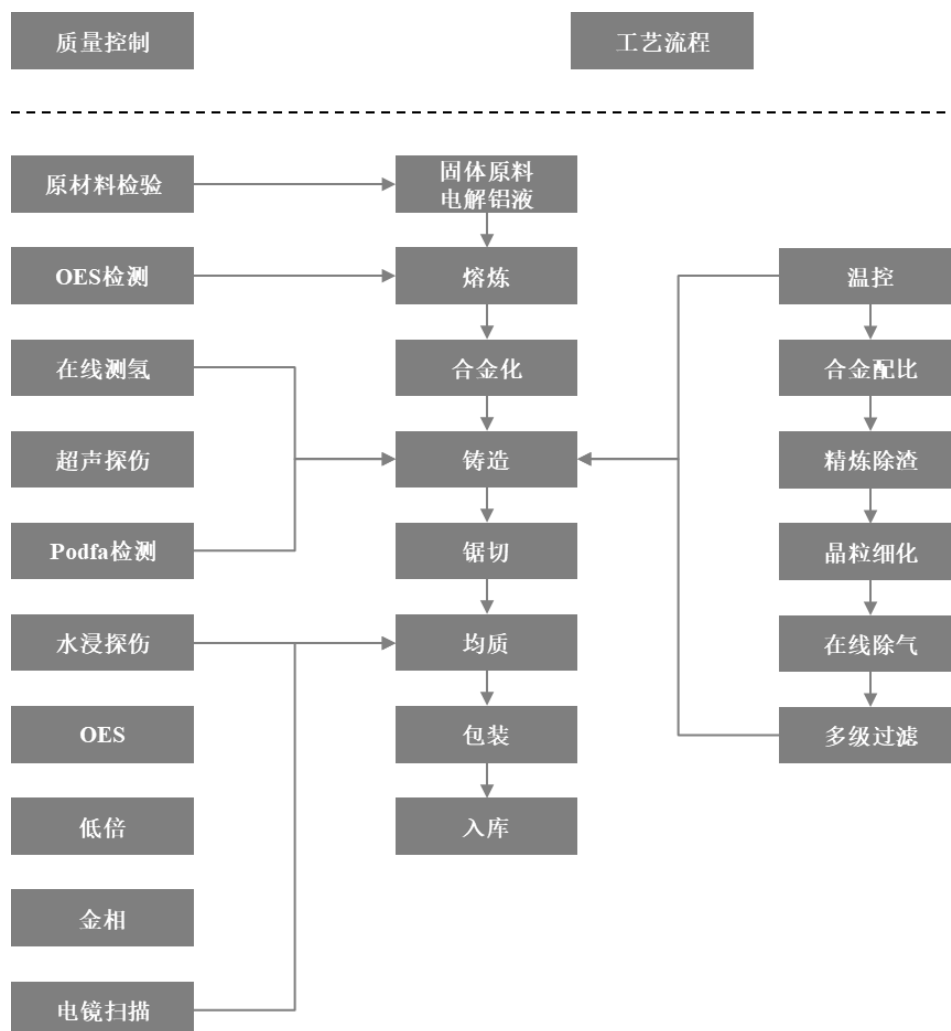 质量控制
工艺流程
原材料检验
固体原料
电解铝液
OES检测
熔炼
温控
在线测氢
合金化
合金配比
超声探伤
铸造
精炼除渣
Podfa检测
锯切
晶粒细化
水浸探伤
均质
在线除气
OES
包装
多级过滤
低倍
入库
金相
电镜扫描